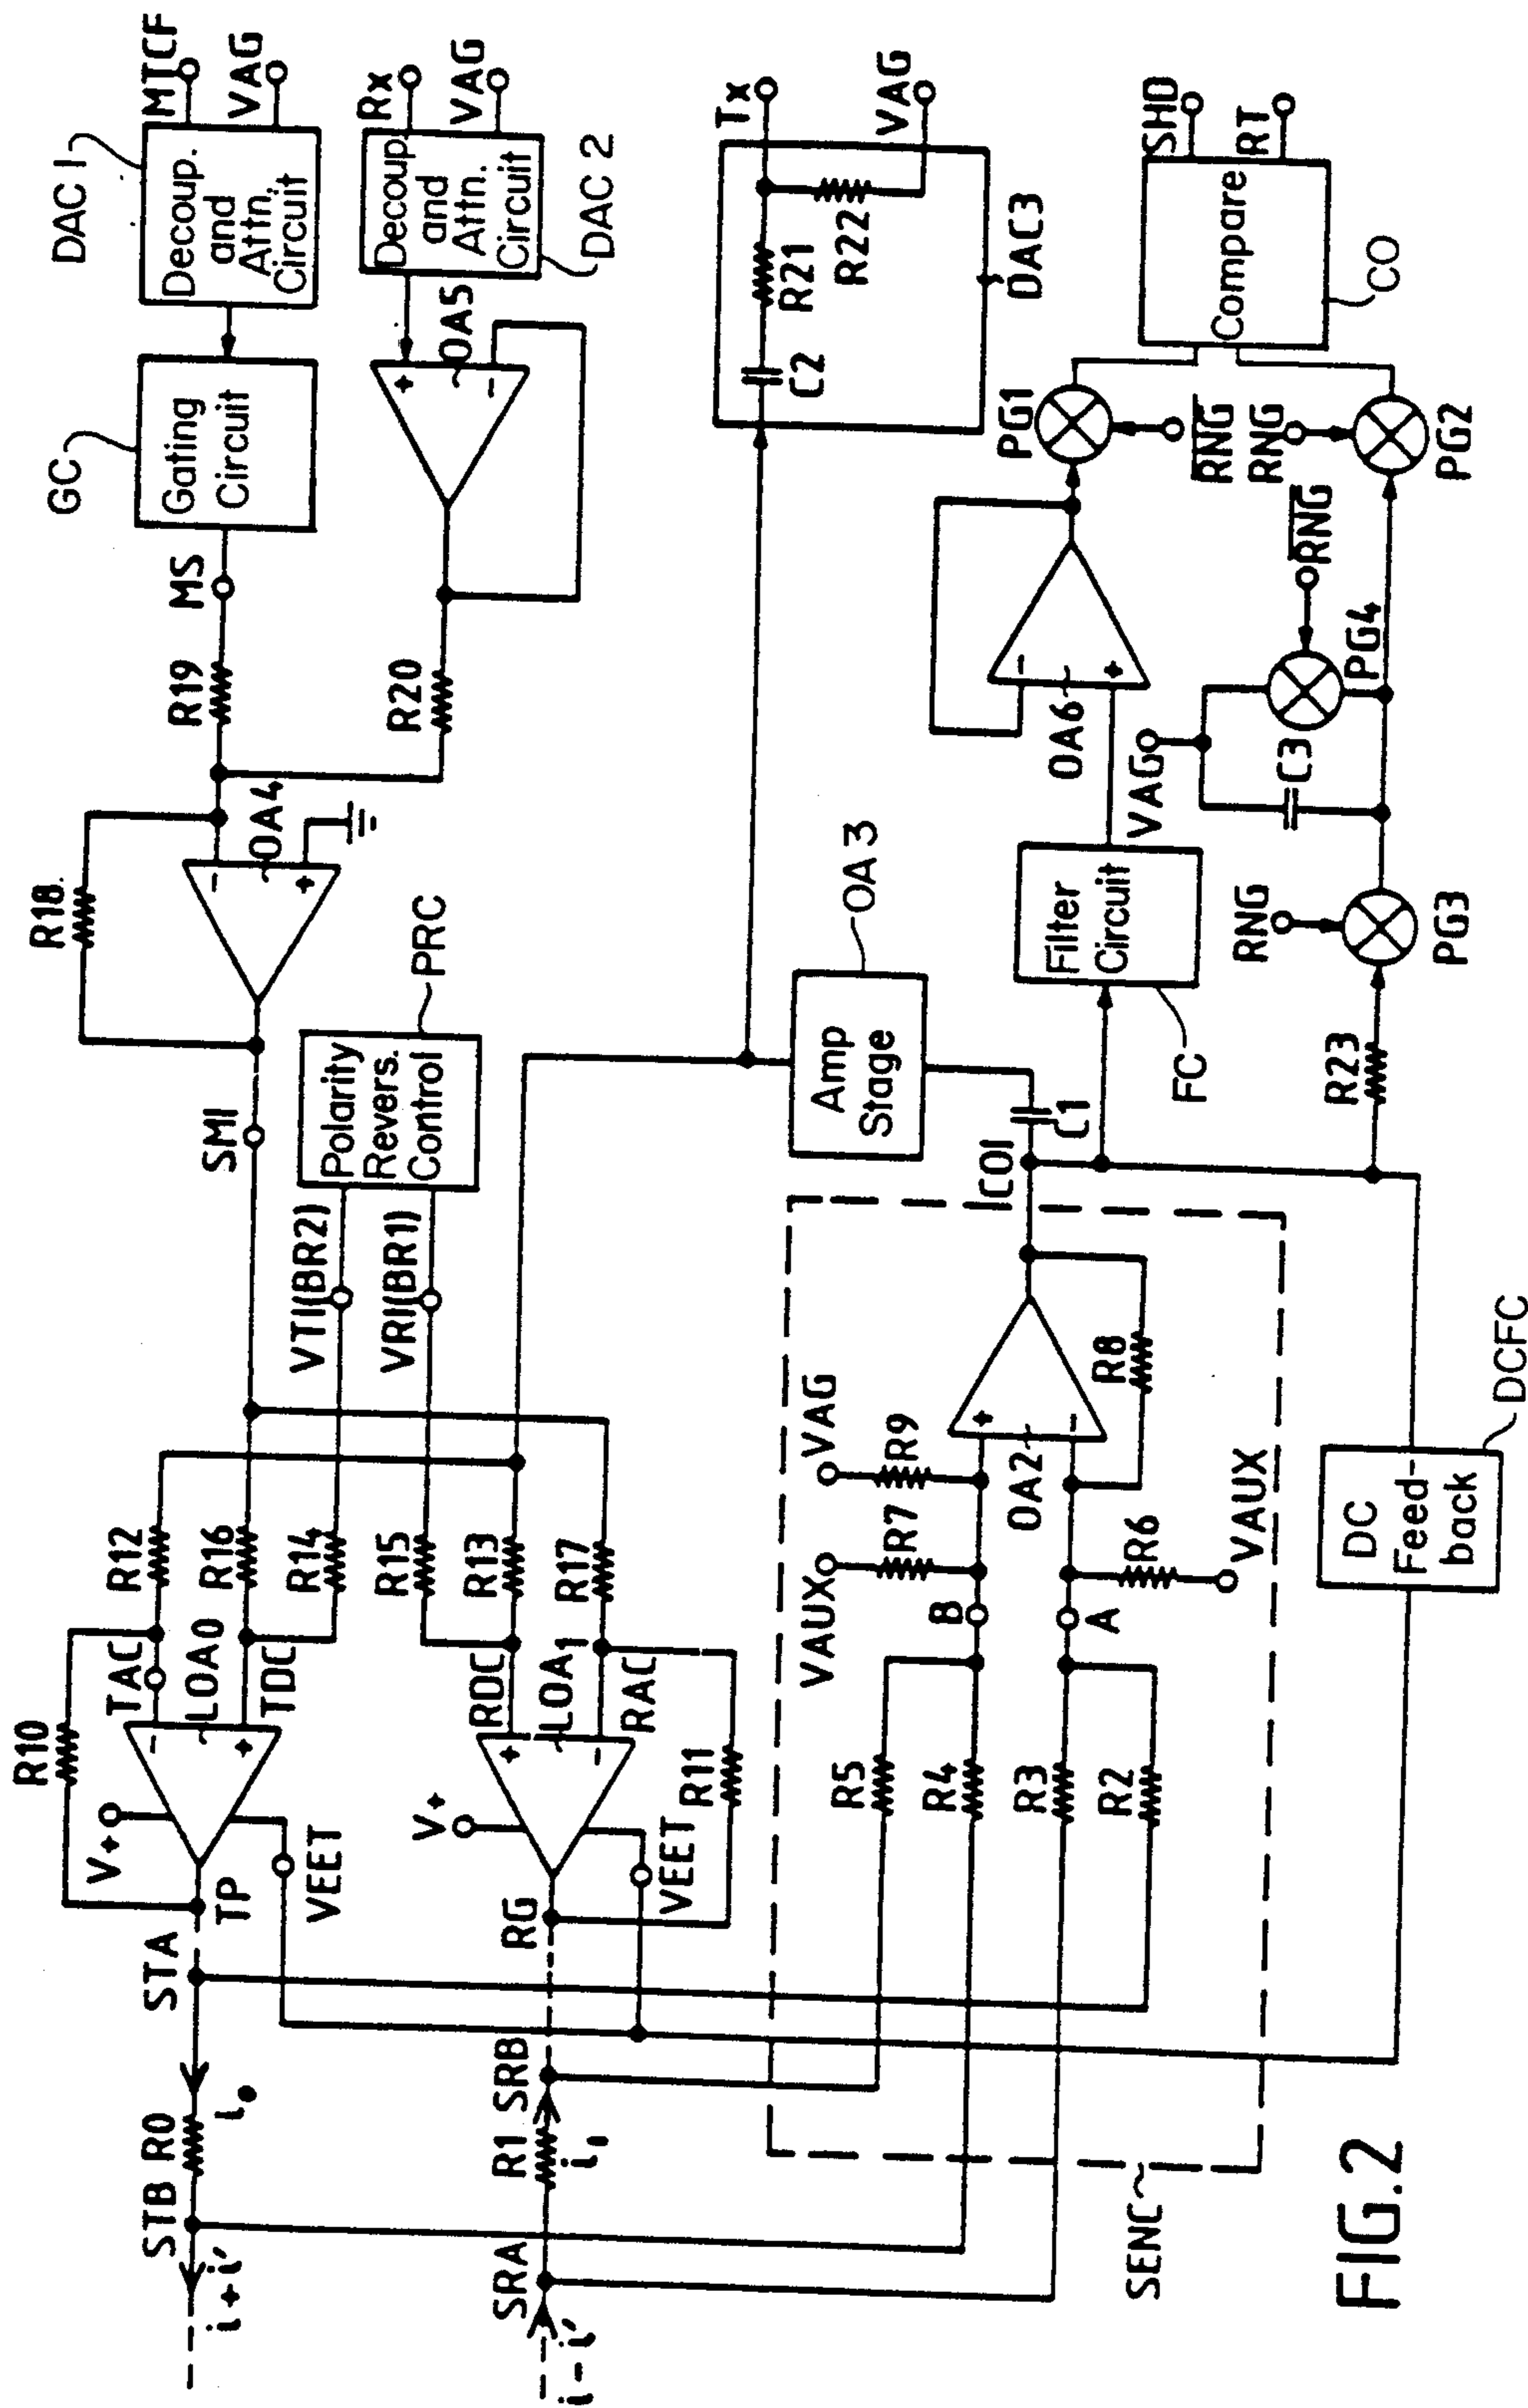 DAC 1
MTCF
VAG
Decoup.
and
Attn.
Circuit
GC
Gating
Circuit
MS
R19
Rx
VAG
Decoup.
and
Attn.
Circuit
DAC 2
OA5
+
-
R20
R18
OA4
-
+
SMI
Polarity
Revers.
Control
PRC
VTI(BR2)
VRI(BR1)
R12
R16
R14
R15
R13
R17
R10
TAC
LOA0
TDC
-
+
V+
TP
VEET
RDC
LOA1
RAC
+
-
V+
R11
RG
VEET
STA
STB
R0
i0
i+i'
SRB
R1
i1
SRA
i-i'
Tx
VAG
R21
R22
C2
DAC3
SHD
RT
Compare
CO
PG1
RNG
RNG
PG2
RNG
PG4
OA6
-
+
VAG
C3
RNG
PG3
R23
Filter
Circuit
FC
Amp
Stage
OA3
C1
ICOI
VAG
R9
VAUX
R7
R8
OA2
+
-
B
A
R6
VAUX
R5
R4
R3
R2
SENC
DC
Feed-
back
DCFC
FIG.2